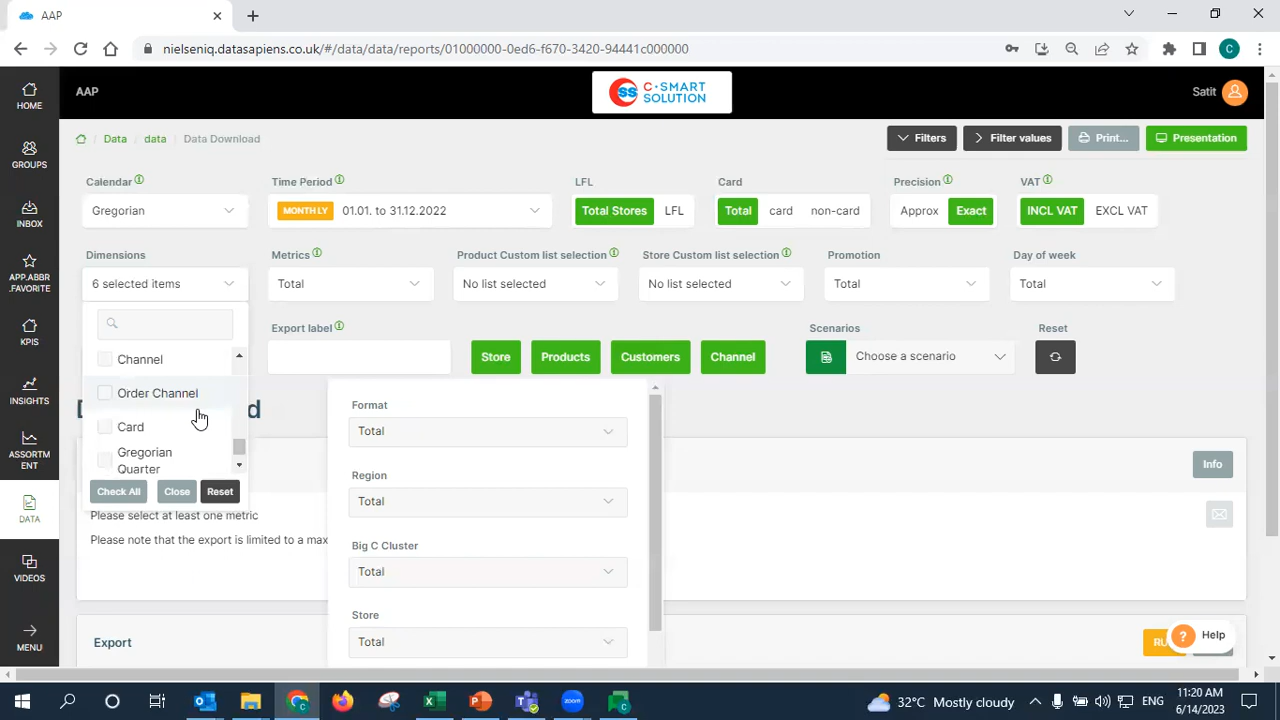 AAP
nielseniq.datasapiens.co.uk/#/data/data/reports/01000000-0ed6-f670-3420-94441c000000
C
HOME
AAP
CSS C·SMART SOLUTION
Satit
Data / data / Data Download
Filters
Filter values
Print...
Presentation
GROUPS
Calendar
Time Period
LFL
Card
Precision
VAT
Gregorian
MONTHLY 01.01. to 31.12.2022
Total Stores LFL
Total card non-card
Approx Exact
INCL VAT EXCL VAT
INBOX
Dimensions
Metrics
Product Custom list selection
Store Custom list selection
Promotion
Day of week
6 selected items
Total
No list selected
No list selected
Total
Total
APP.ABBR
.FAVORITE
Export label
Scenarios
Reset
Store
Products
Customers
Channel
Choose a scenario
KPIS
Channel
Order Channel
Card
Gregorian
Quarter
Check All
Close
Reset
d
Format
Total
Region
Total
Big C Cluster
Total
Store
Total
INSIGHTS
ASSORTM
ENT
Info
Please select at least one metric
Please note that the export is limited to a max
DATA
VIDEOS
Export
RU
? Help
MENU
32°C Mostly cloudy
ENG
11:20 AM
6/14/2023